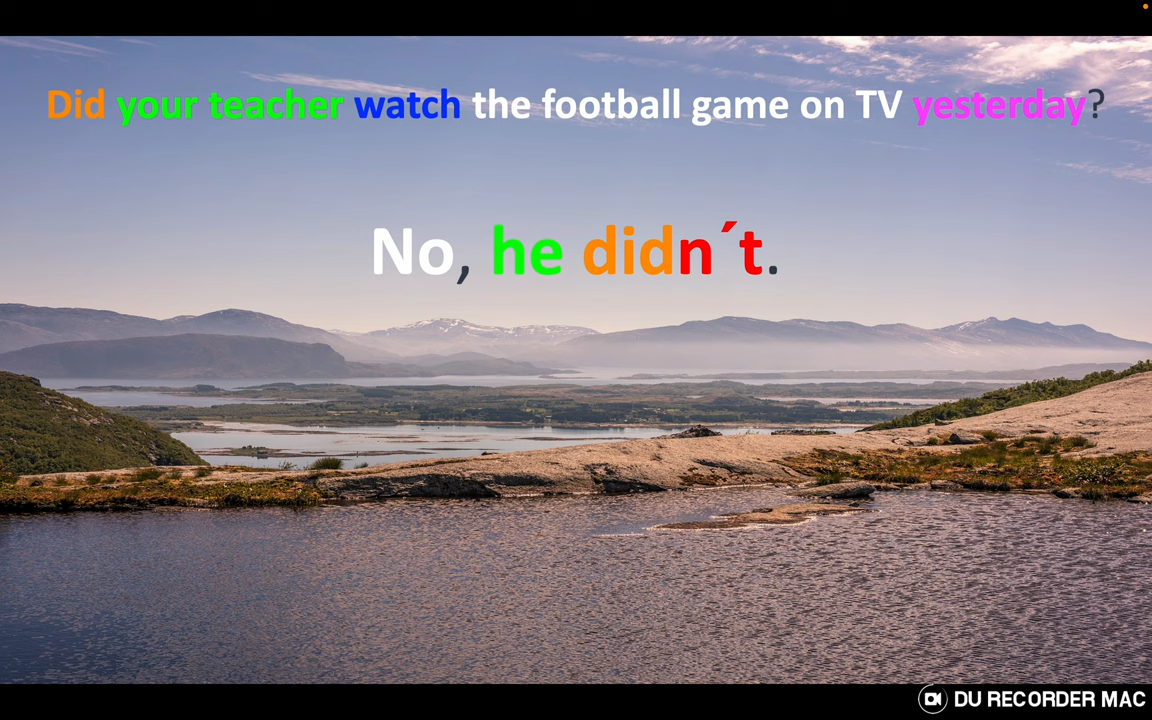 Did your teacher watch the football game on TV yesterday?
No, he didn´t.
DU RECORDER MAC